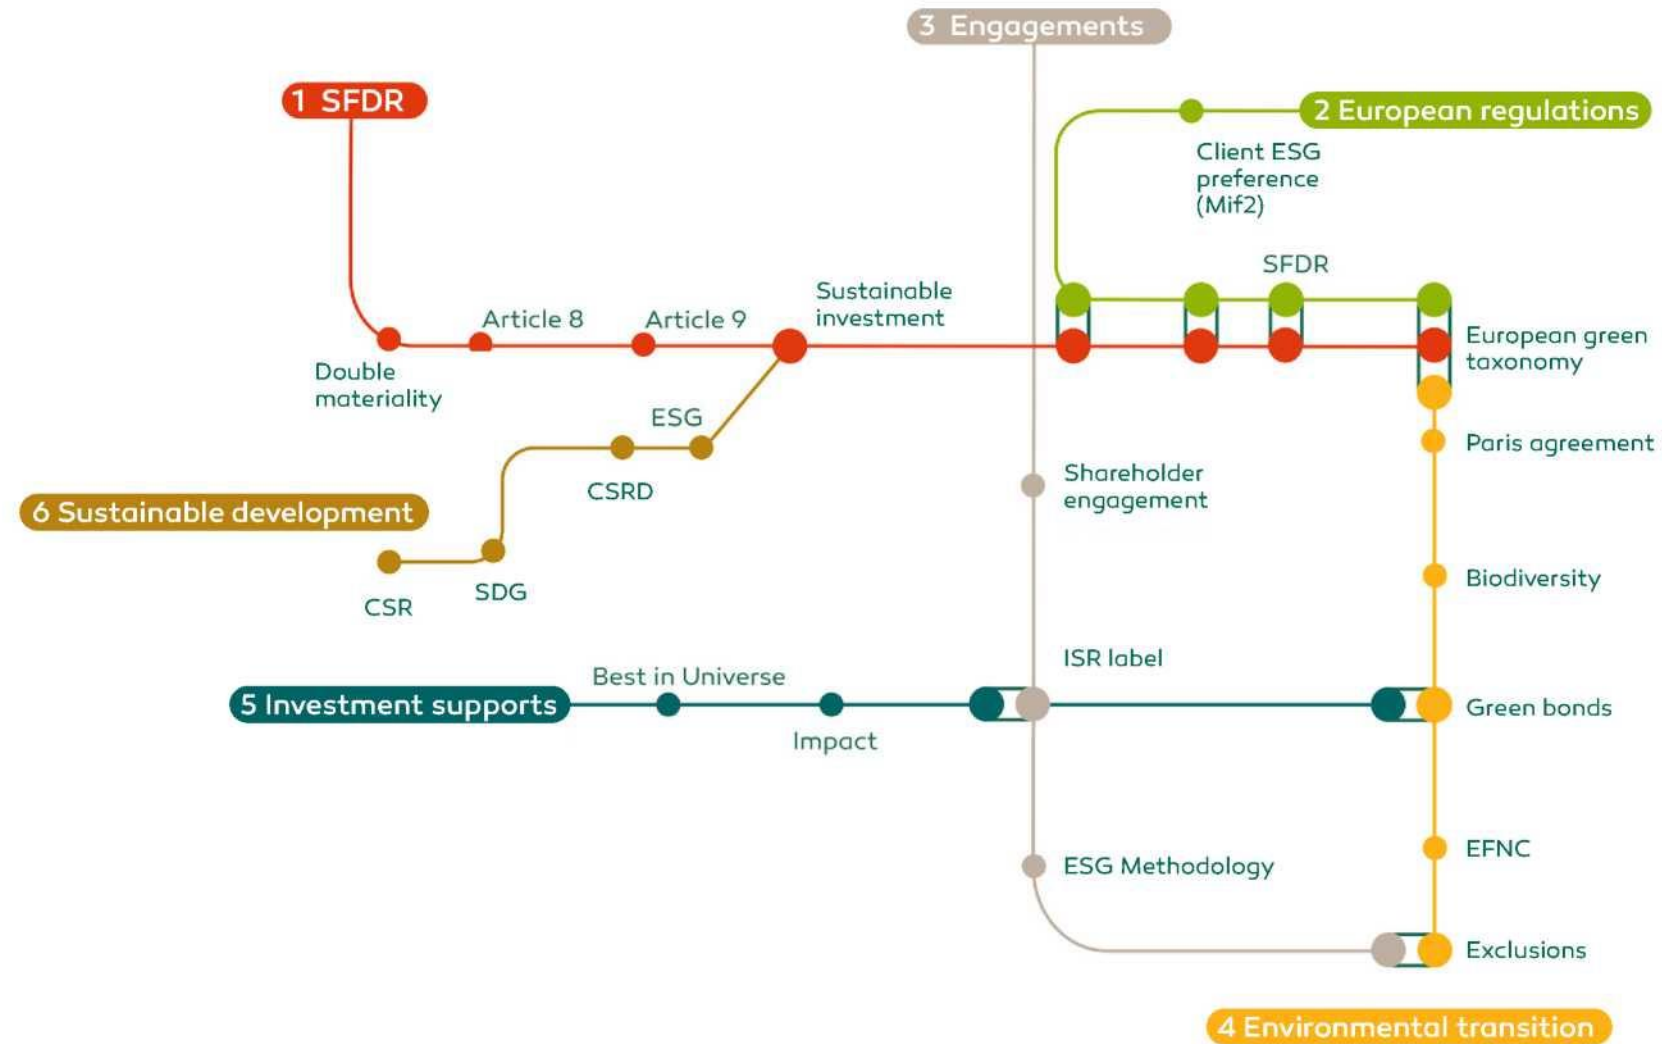 3 Engagements
1 SFDR
2 European regulations
Client ESG
preference
(Mif2)
SFDR
Sustainable
investment
Article 8
Article 9
European green
taxonomy
Double
materiality
ESG
Paris agreement
Shareholder
engagement
CSRD
6 Sustainable development
Biodiversity
SDG
CSR
ISR label
Best in Universe
5 Investment supports
Green bonds
Impact
EFNC
ESG Methodology
Exclusions
4 Environmental transition